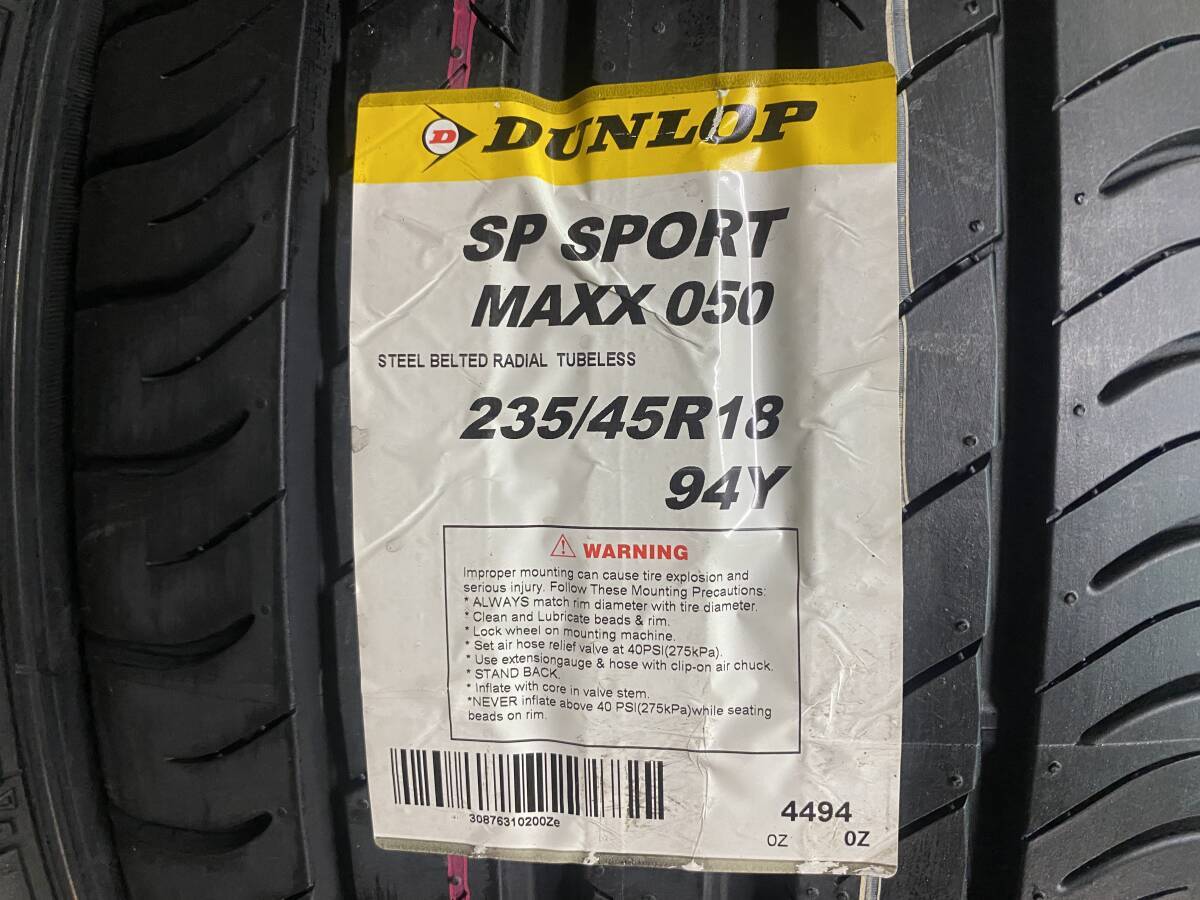 D DUNLOP
SP SPORT
MAXX 050
STEEL BELTED RADIAL TUBELESS
235/45R18
94Y
WARNING
Improper mounting can cause tire explosion and
serious injury. Follow These Mounting Precautions:
* ALWAYS match rim diameter with tire diameter.
* Clean and Lubricate beads & rim.
* Lock wheel on mounting machine.
* Set air hose relief valve at 40PSI(275kPa).
* Use extensiongauge & hose with clip-on air chuck.
* STAND BACK.
* Inflate with core in valve stem.
*NEVER inflate above 40 PSI(275kPa)while seating
beads on rim.
30876310200Ze
4494
0Z 0Z